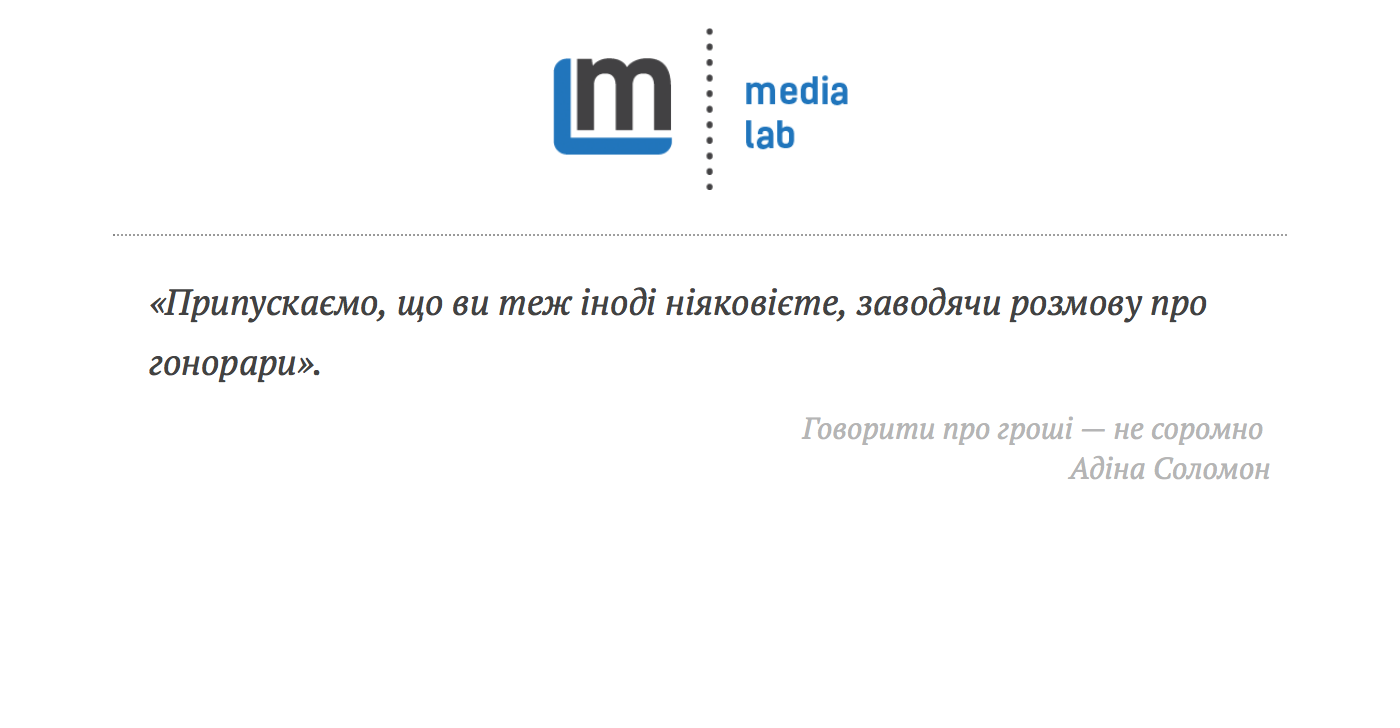 m
media
lab
«Припускаємо, що ви теж іноді ніяковієте, заводячи розмову про
гонорари».
Говорити про гроші — не соромно
Адіна Соломон